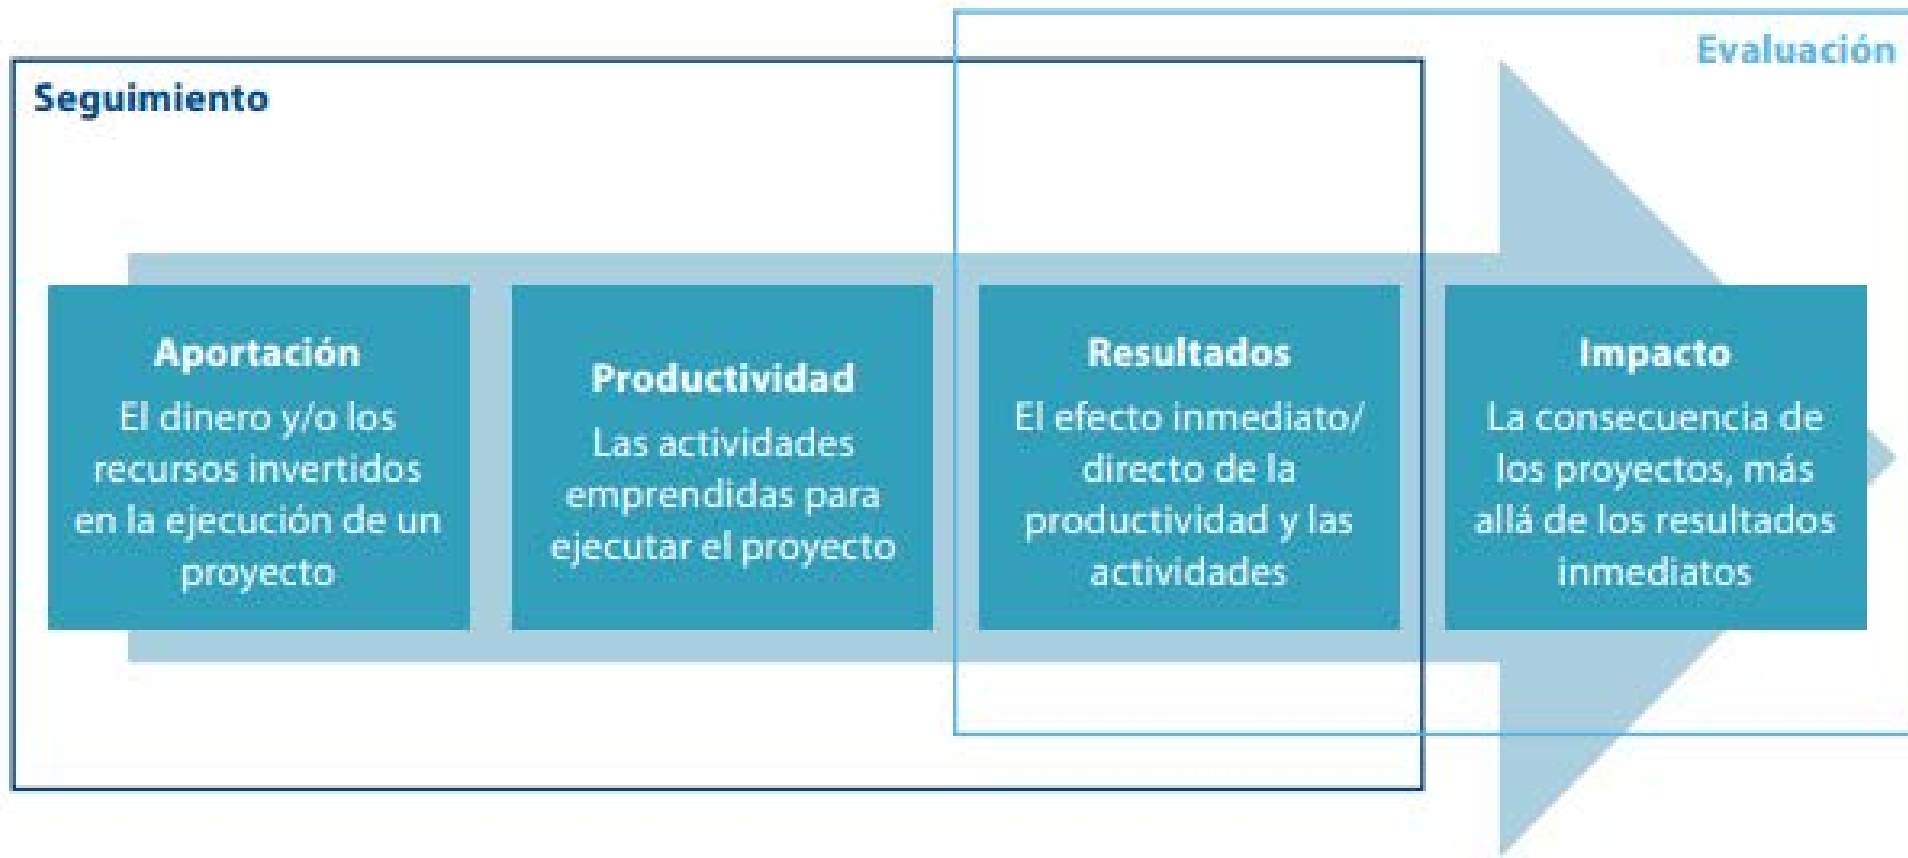 Evaluación
Seguimiento
Aportación
El dinero y/o los
recursos invertidos
en la ejecución de un
proyecto
Productividad
Las actividades
emprendidas para
ejecutar el proyecto
Resultados
El efecto inmediato/
directo de la
productividad y las
actividades
Impacto
La consecuencia de
los proyectos, más
allá de los resultados
inmediatos